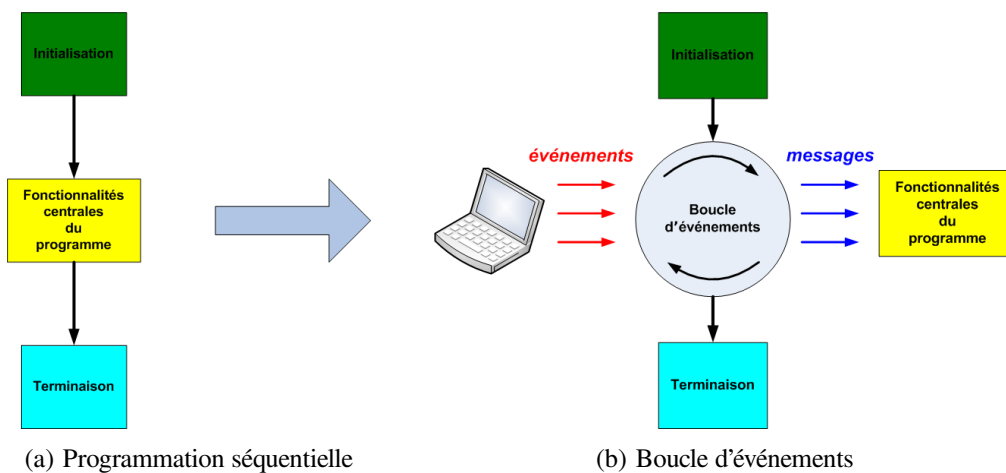 Initialisation
Fonctionnalités
centrales
du
programme
Terminaison
(a) Programmation séquentielle
Initialisation
événements
Boucle
d'événements
messages
Fonctionnalités
centrales
du
programme
Terminaison
(b) Boucle d'événements